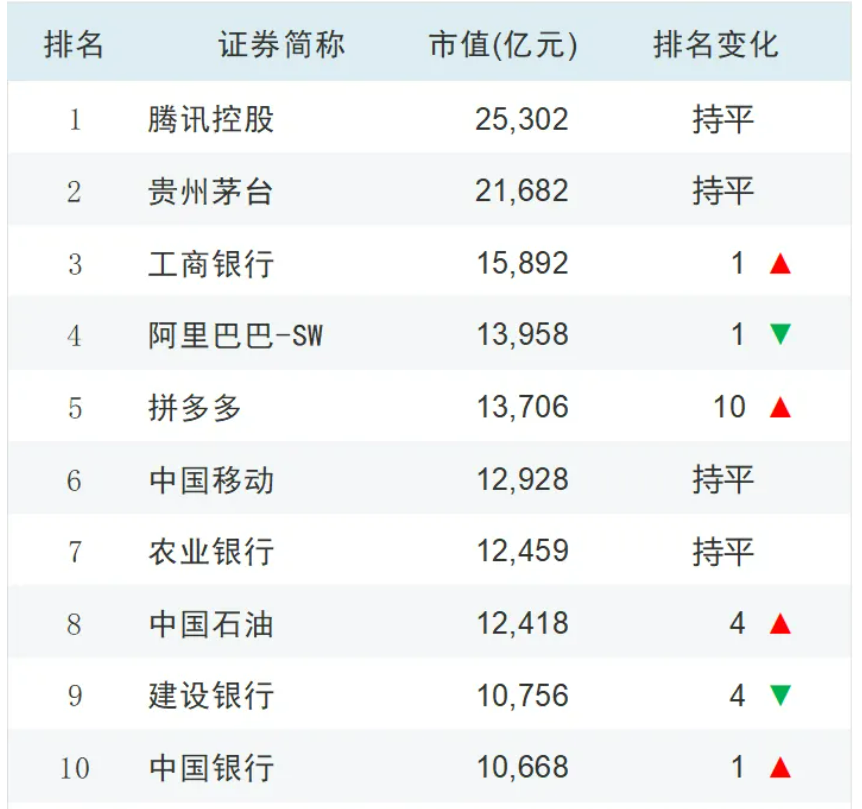 排名 证券简称 市值(亿元) 排名变化
1 腾讯控股 25,302 持平
2 贵州茅台 21,682 持平
3 工商银行 15,892 1 ▲
4 阿里巴巴-SW 13,958 1 ▼
5 拼多多 13,706 10 ▲
6 中国移动 12,928 持平
7 农业银行 12,459 持平
8 中国石油 12,418 4 ▲
9 建设银行 10,756 4 ▼
10 中国银行 10,668 1 ▲